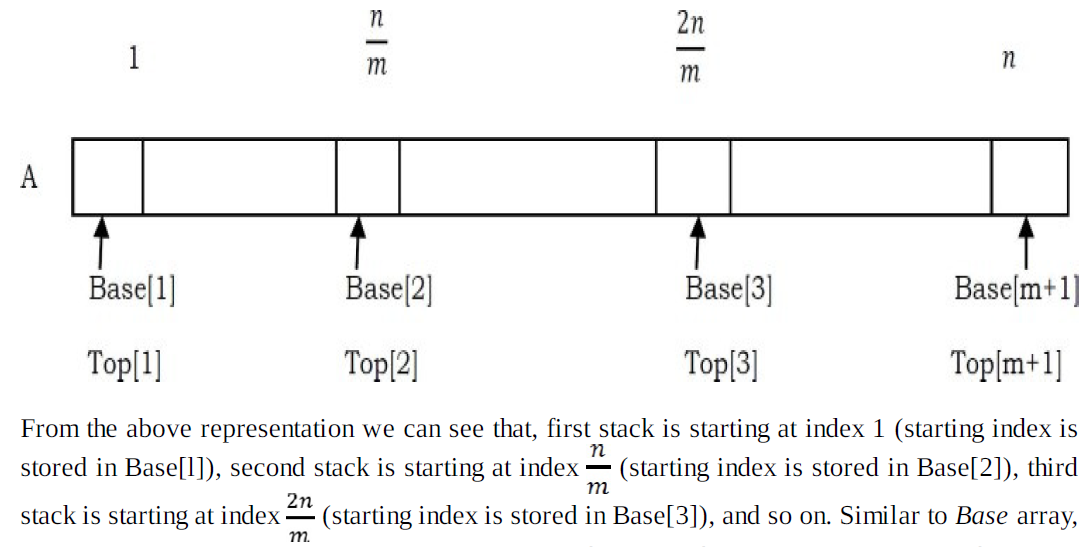 1 n/m 2n/m n
A
Base[1] Base[2] Base[3] Base[m+1]
Top[1] Top[2] Top[3] Top[m+1]
From the above representation we can see that, first stack is starting at index 1 (starting index is
stored in Base[l]), second stack is starting at index n/m (starting index is stored in Base[2]), third
stack is starting at index 2n/m (starting index is stored in Base[3]), and so on. Similar to Base array,